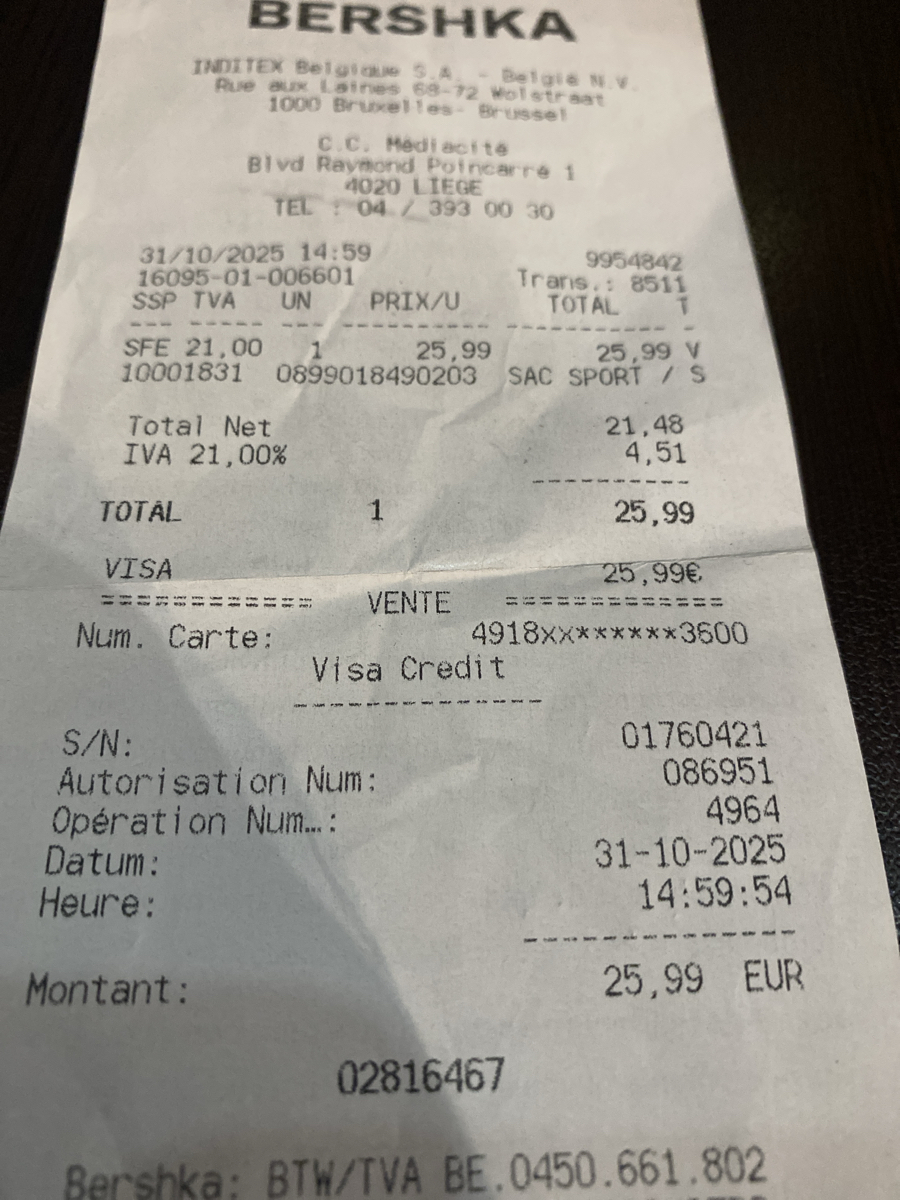 BERSHKA
INDITEX Belgique S.A. - België N.V.
Rue aux Laines 68-72 Wolstraat
1000 Bruxelles- Brussel
C.C. Médiacité
Blvd Raymond Poincarré 1
4020 LIEGE
TEL : 04 / 393 00 30
31/10/2025 14:59 9954842
16095-01-006601 Trans.: 8511
SSP TVA UN PRIX/U TOTAL T
--- --- --- ---------- ----------- -
SFE 21,00 1 25,99 25,99 V
10001831 0899018490203 SAC SPORT / S
Total Net 21,48
IVA 21,00% 4,51
----------
TOTAL 1 25,99
VISA 25,99€
============ VENTE ============
Num. Carte: 4918xx******3600
Visa Credit
--------------
S/N: 01760421
Autorisation Num: 086951
Opération Num…: 4964
Datum: 31-10-2025
Heure: 14:59:54
--------------
Montant: 25,99 EUR
02816467
Bershka: BTW/TVA BE.0450.661.802